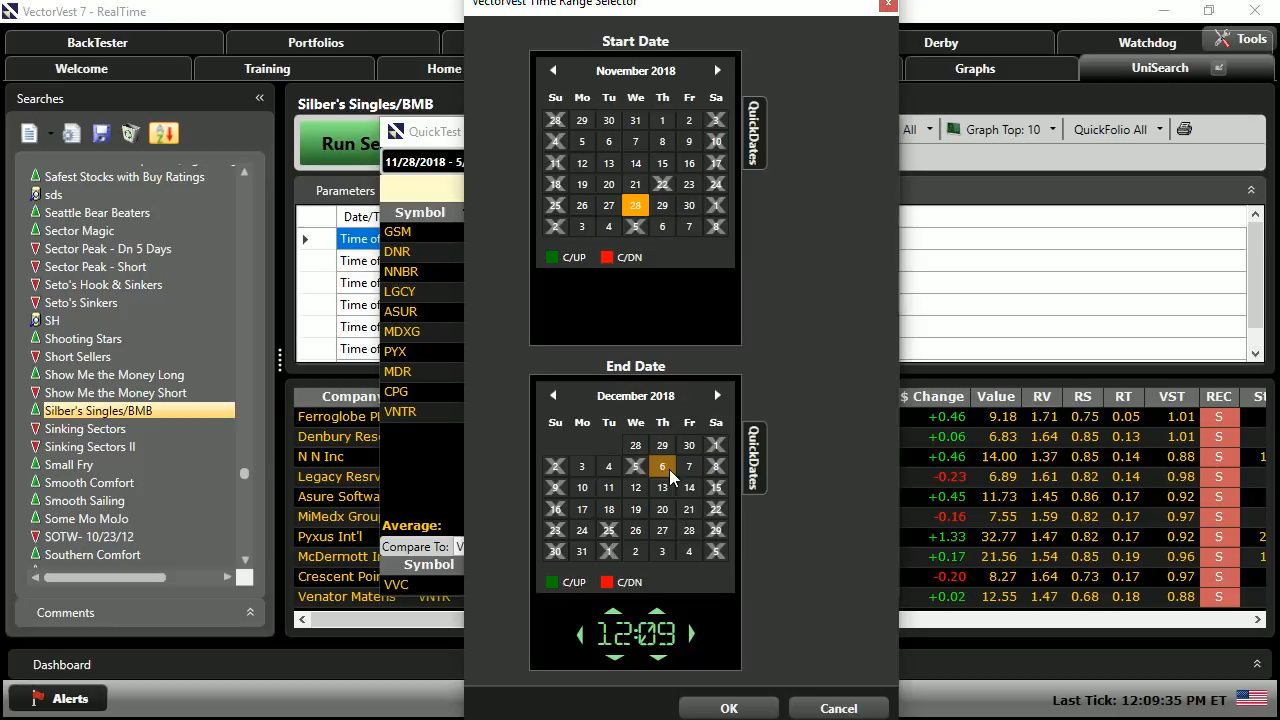 VectorVest 7 - RealTime
VectorVest Time Range Selector
BackTester
Portfolios
Derby
Watchdog
Tools
Welcome
Training
Home
Graphs
UniSearch
Searches
Safest Stocks with Buy Ratings
sds
Seattle Bear Beaters
Sector Magic
Sector Peak - Dn 5 Days
Sector Peak - Short
Seto's Hook & Sinkers
Seto's Sinkers
SH
Shooting Stars
Short Sellers
Show Me the Money Long
Show Me the Money Short
Silber's Singles/BMB
Sinking Sectors
Sinking Sectors II
Small Fry
Smooth Comfort
Smooth Sailing
Some Mo MoJo
SOTW- 10/23/12
Southern Comfort
Comments
Silber's Singles/BMB
Run Se
Parameters
Date/T
Time of
Time of
Time of
Time of
Time of
Time of
All
Graph Top: 10
QuickFolio All
QuickTest
11/28/2018 - 5/
Symbol
GSM
DNR
NNBR
LGCY
ASUR
MDXG
PYX
MDR
CPG
VNTR
Average:
Compare To: V
Symbol
VVC
Start Date
November 2018
Su Mo Tu We Th Fr Sa
28 29 30 31 1 2 3
4 5 6 7 8 9 10
11 12 13 14 15 16 17
18 19 20 21 22 23 24
25 26 27 28 29 30 1
2 3 4 5 6 7 8
C/UP C/DN
QuickDates
End Date
December 2018
Su Mo Tu We Th Fr Sa
28 29 30 1
2 3 4 5 6 7 8
9 10 11 12 13 14 15
16 17 18 19 20 21 22
23 24 25 26 27 28 29
30 31 1 2 3 4 5
C/UP C/DN
QuickDates
12:09
OK
Cancel
Compan $ Change Value RV RS RT VST REC St
Ferroglobe Pl +0.46 9.18 1.71 0.75 0.05 1.01 S
Denbury Reso +0.06 6.83 1.64 0.85 0.13 1.01 S
N N Inc +0.46 14.00 1.37 0.85 0.14 0.88 S 1
Legacy Resrv -0.23 6.89 1.61 0.82 0.14 0.98 S
Asure Softwa +0.45 11.73 1.45 0.86 0.17 0.92 S
MiMedx Grou -0.16 7.55 1.59 0.82 0.17 0.97 S
Pyxus Int'l +1.33 32.77 1.47 0.82 0.17 0.92 S 2
McDermott I +0.17 21.56 1.54 0.85 0.19 0.96 S 1
Crescent Poi -0.20 8.27 1.64 0.73 0.17 0.97 S
Venator Materis VNTR +0.02 12.55 1.47 0.68 0.18 0.88 S
Dashboard
Alerts
Last Tick: 12:09:35 PM ET